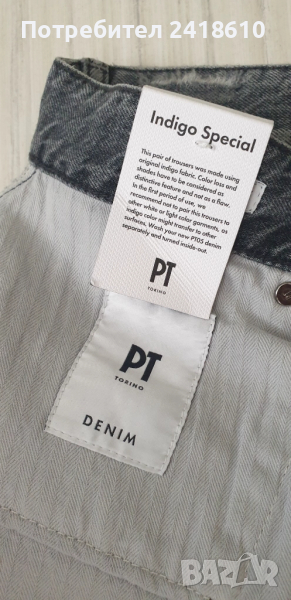 Потребител 2418610
Indigo Special
This pair of trousers was made using
original indigo fabric. Color loss and
shades have to be considered as
distinctive feature and not as a flaw.
In the first period of use, we
recommend not to pair this trousers to
other white or light color garments, as
indigo color might transfer to other
surfaces. Wash your new PT05 denim
separately and turned inside-out.
PT
TORINO
PT
TORINO
DENIM
BAZAR